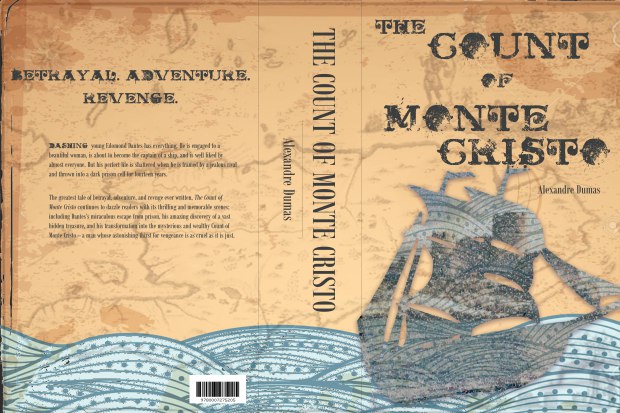 BETRAYAL. ADVENTURE.
REVENGE.
DASHING young Edomond Dantes has everything. He is engaged to a
beautiful woman, is about to become the captain of a ship, and is well liked by
almost everyone. But his perfect life is shattered when he is framed by a jealous rival
and thrown into a dark prison cell for fourteen years.
The greatest tale of betrayal, adventure, and revenge ever written, The Count of
Monte Cristo continues to dazzle readers with its thrilling and memorable scenes;
including Dantes's miraculous escape from prison, his amazing discovery of a vast
hidden treasure, and his transformation into the mysterious and wealthy Count of
Monte Cristo - a man whose astonishing thirst for vengeance is as cruel as it is just.
9780007275205
THE COUNT OF MONTE CRISTO
Alexandre Dumas
THE
COUNT
OF
MONTE
CRISTO
Alexandre Dumas